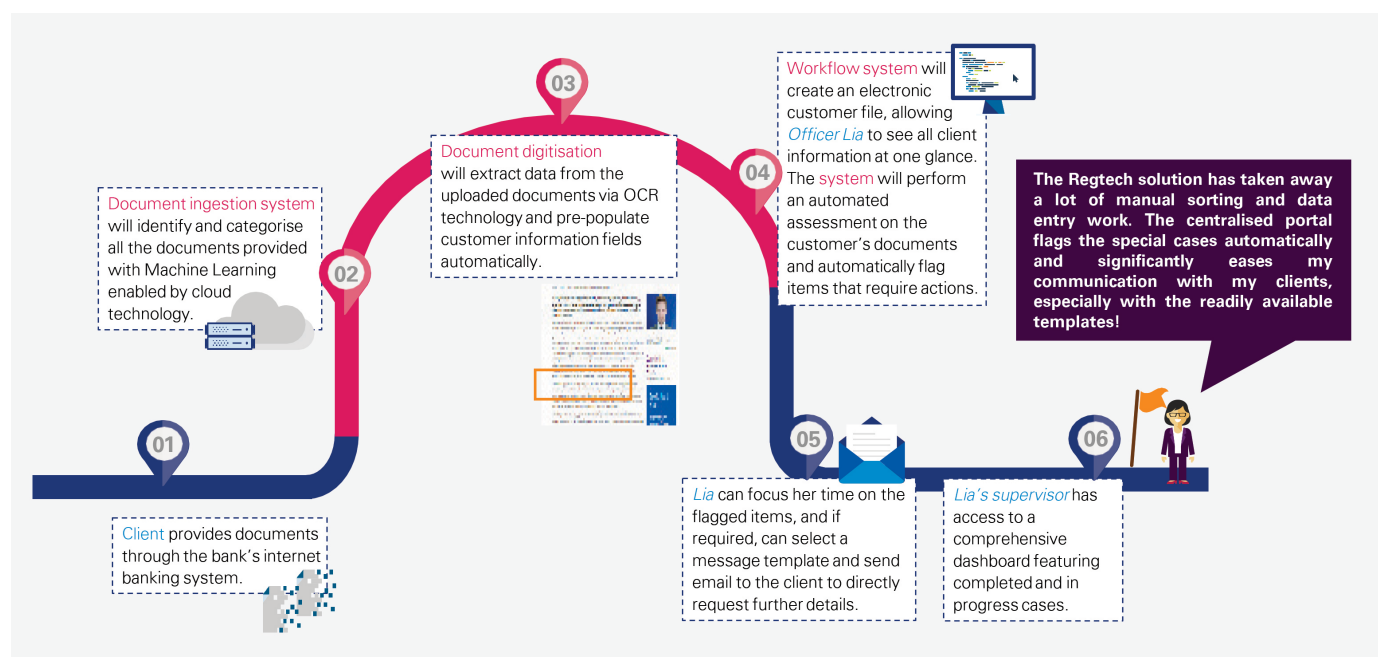 01
Client provides documents
through the bank's internet
banking system.
02
Document ingestion system
will identify and categorise
all the documents provided
with Machine Learning
enabled by cloud
technology.
03
Document digitisation
will extract data from the
uploaded documents via OCR
technology and pre-populate
customer information fields
automatically.
04
Workflow system will
create an electronic
customer file, allowing
Officer Lia to see all client
information at one glance.
The system will perform
an automated
assessment on the
customer's documents
and automatically flag
items that require actions.
05
Lia can focus her time on the
flagged items, and if
required, can select a
message template and send
email to the client to directly
request further details.
06
Lia's supervisor has
access to a
comprehensive
dashboard featuring
completed and in
progress cases.
The Regtech solution has taken away
a lot of manual sorting and data
entry work. The centralised portal
flags the special cases automatically
and significantly eases my
communication with my clients,
especially with the readily available
templates!